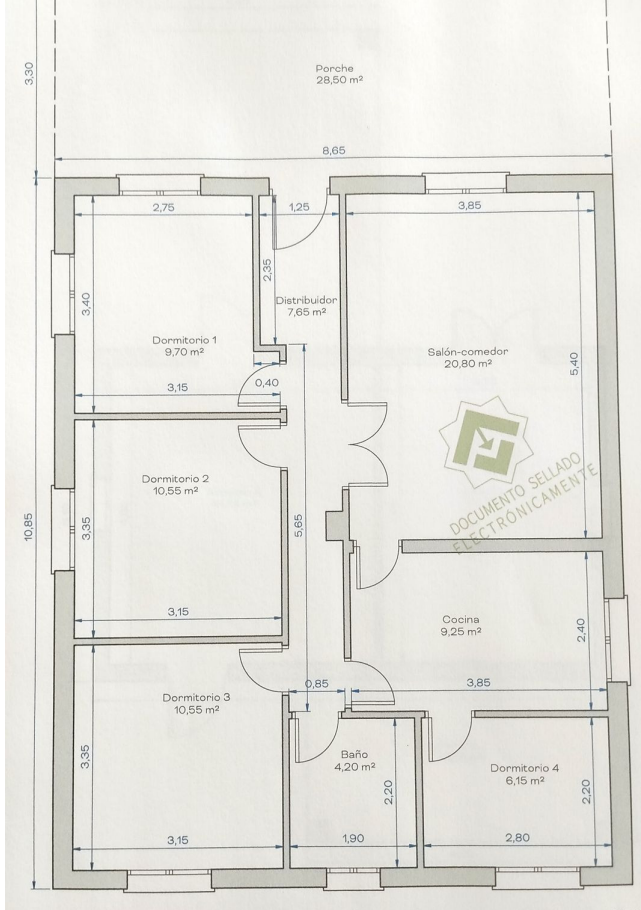 3,30
Porche
28,50 m²
8,65
2,75
1,25
3,85
2,35
3,40
Distribuidor
7,65 m²
Dormitorio 1
9,70 m²
Salón-comedor
20,80 m²
5,40
3,15
0,40
Dormitorio 2
10,55 m²
DOCUMENTO SELLADO
ELECTRÓNICAMENTE
10,85
3,35
5,65
3,15
Cocina
9,25 m²
2,40
Dormitorio 3
10,55 m²
0,85
3,85
3,35
Baño
4,20 m²
Dormitorio 4
6,15 m²
2,20
2,20
3,15
1,90
2,80